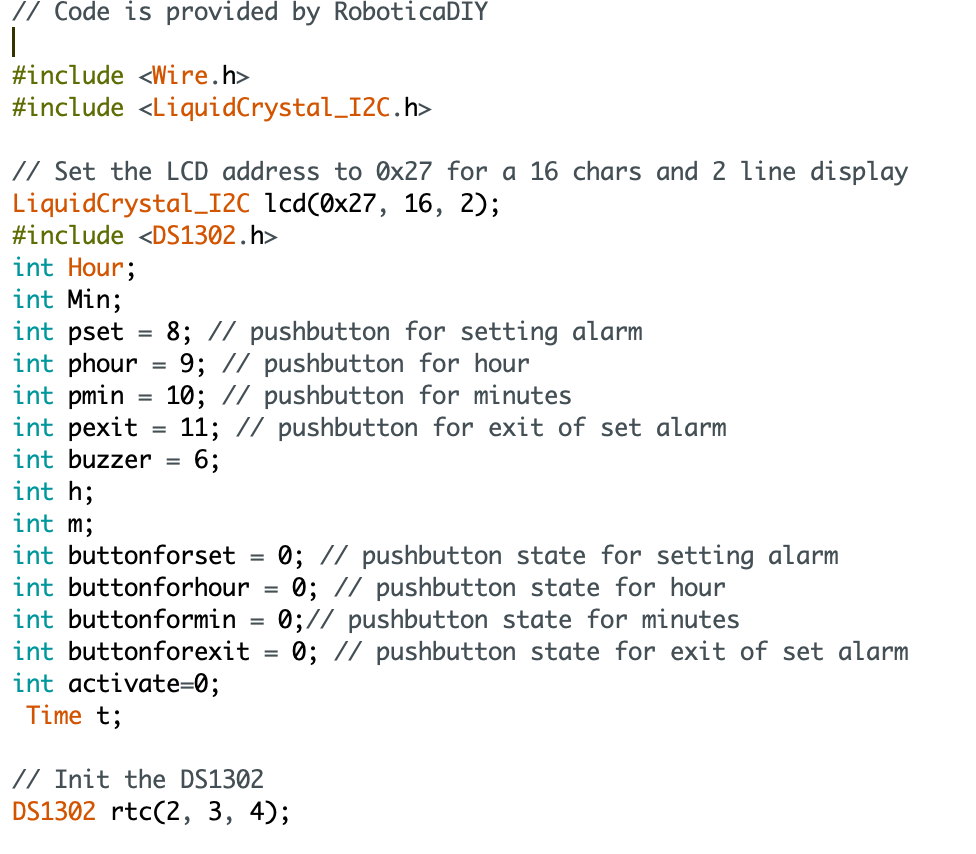 // Code is provided by RoboticaDIY
#include <Wire.h>
#include <LiquidCrystal_I2C.h>
// Set the LCD address to 0x27 for a 16 chars and 2 line display
LiquidCrystal_I2C lcd(0x27, 16, 2);
#include <DS1302.h>
int Hour;
int Min;
int pset = 8; // pushbutton for setting alarm
int phour = 9; // pushbutton for hour
int pmin = 10; // pushbutton for minutes
int pexit = 11; // pushbutton for exit of set alarm
int buzzer = 6;
int h;
int m;
int buttonforset = 0; // pushbutton state for setting alarm
int buttonforhour = 0; // pushbutton state for hour
int buttonformin = 0;// pushbutton state for minutes
int buttonforexit = 0; // pushbutton state for exit of set alarm
int activate=0;
 Time t;
// Init the DS1302
DS1302 rtc(2, 3, 4);